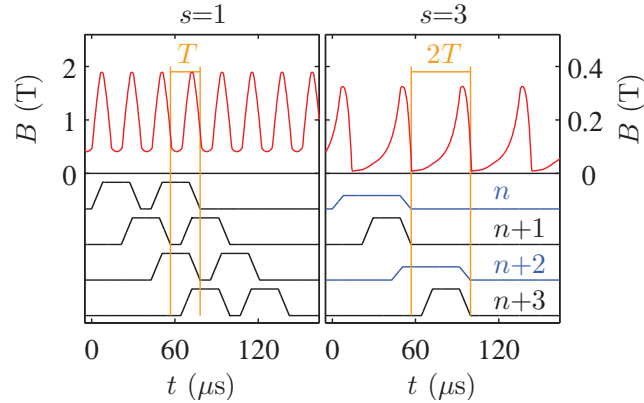 s=1 s=3
T 2T
B (T) 2 1 0
0.4 0.2 0 B (T)
n
n+1
n+2
n+3
0 60 120 0 60 120
t (μs) t (μs)